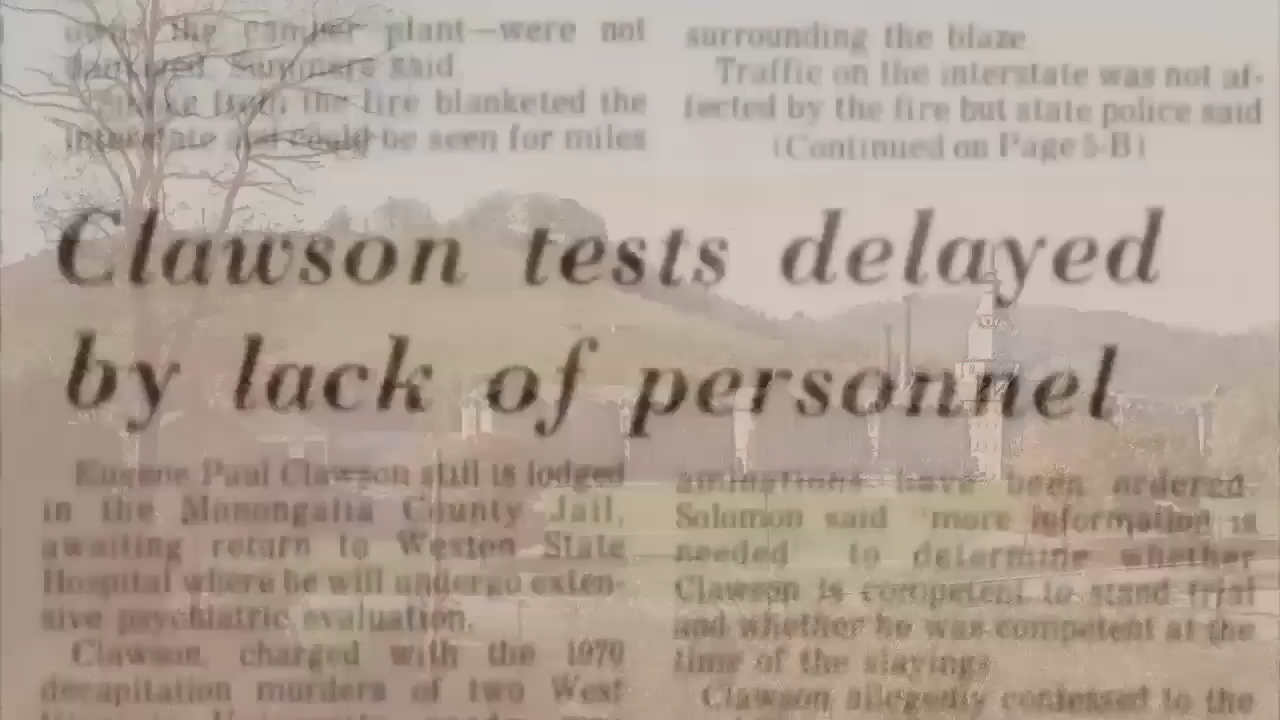 the camper plant—were not
Summers said
Smoke from the fire blanketed the
Interstate and could be seen for miles
surrounding the blaze
Traffic on the interstate was not af-
fected by the fire but state police said
(Continued on Page 5-B)
Clawson tests delayed
by lack of personnel
Eugene Paul Clawson still is lodged
in the Monongalia County Jail,
awaiting return to Weston State
Hospital where he will undergo exten-
sive psychiatric evaluation.
Clawson, charged with the 1970
decapitation murders of two West
aminations have been ordered.
Solomon said "more information is
needed to determine whether
Clawson is competent to stand trial
and whether he was competent at the
time of the slayings
Clawson allegedly confessed to the